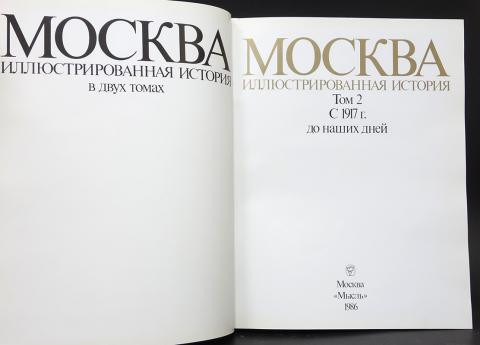 МОСКВА
ИЛЛЮСТРИРОВАННАЯ ИСТОРИЯ
в двух томах
МОСКВА
ИЛЛЮСТРИРОВАННАЯ ИСТОРИЯ
Том 2
С 1917 г.
до наших дней
Москва
«Мысль»
1986